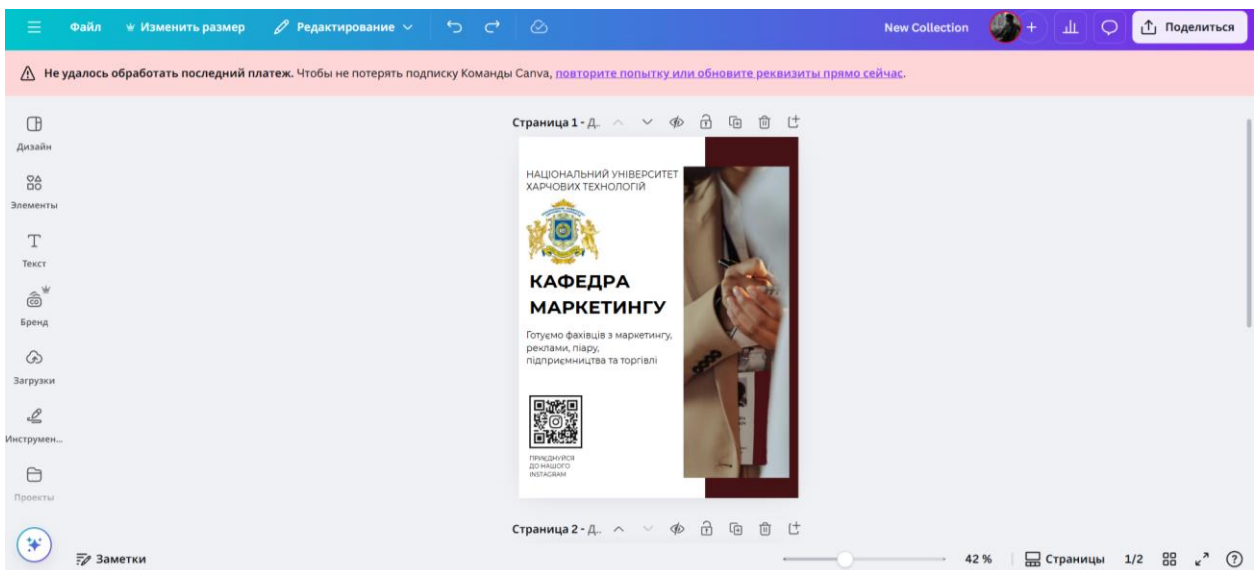 Файл
Изменить размер
Редактирование
New Collection
Поделиться
Не удалось обработать последний платеж. Чтобы не потерять подписку Команды Canva, повторите попытку или обновите реквизиты прямо сейчас.
Дизайн
Элементы
Текст
Бренд
Загрузки
Инструмен...
Проекты
Страница 1 - Д..
НАЦІОНАЛЬНИЙ УНІВЕРСИТЕТ
ХАРЧОВИХ ТЕХНОЛОГІЙ
КАФЕДРА
МАРКЕТИНГУ
Готуємо фахівців з маркетингу,
реклами, піару,
підприємництва та торгівлі
ПРИЄДНУЙСЯ
ДО НАШОГО
INSTAGRAM
Страница 2 - Д..
Заметки
42 %
Страницы
1/2